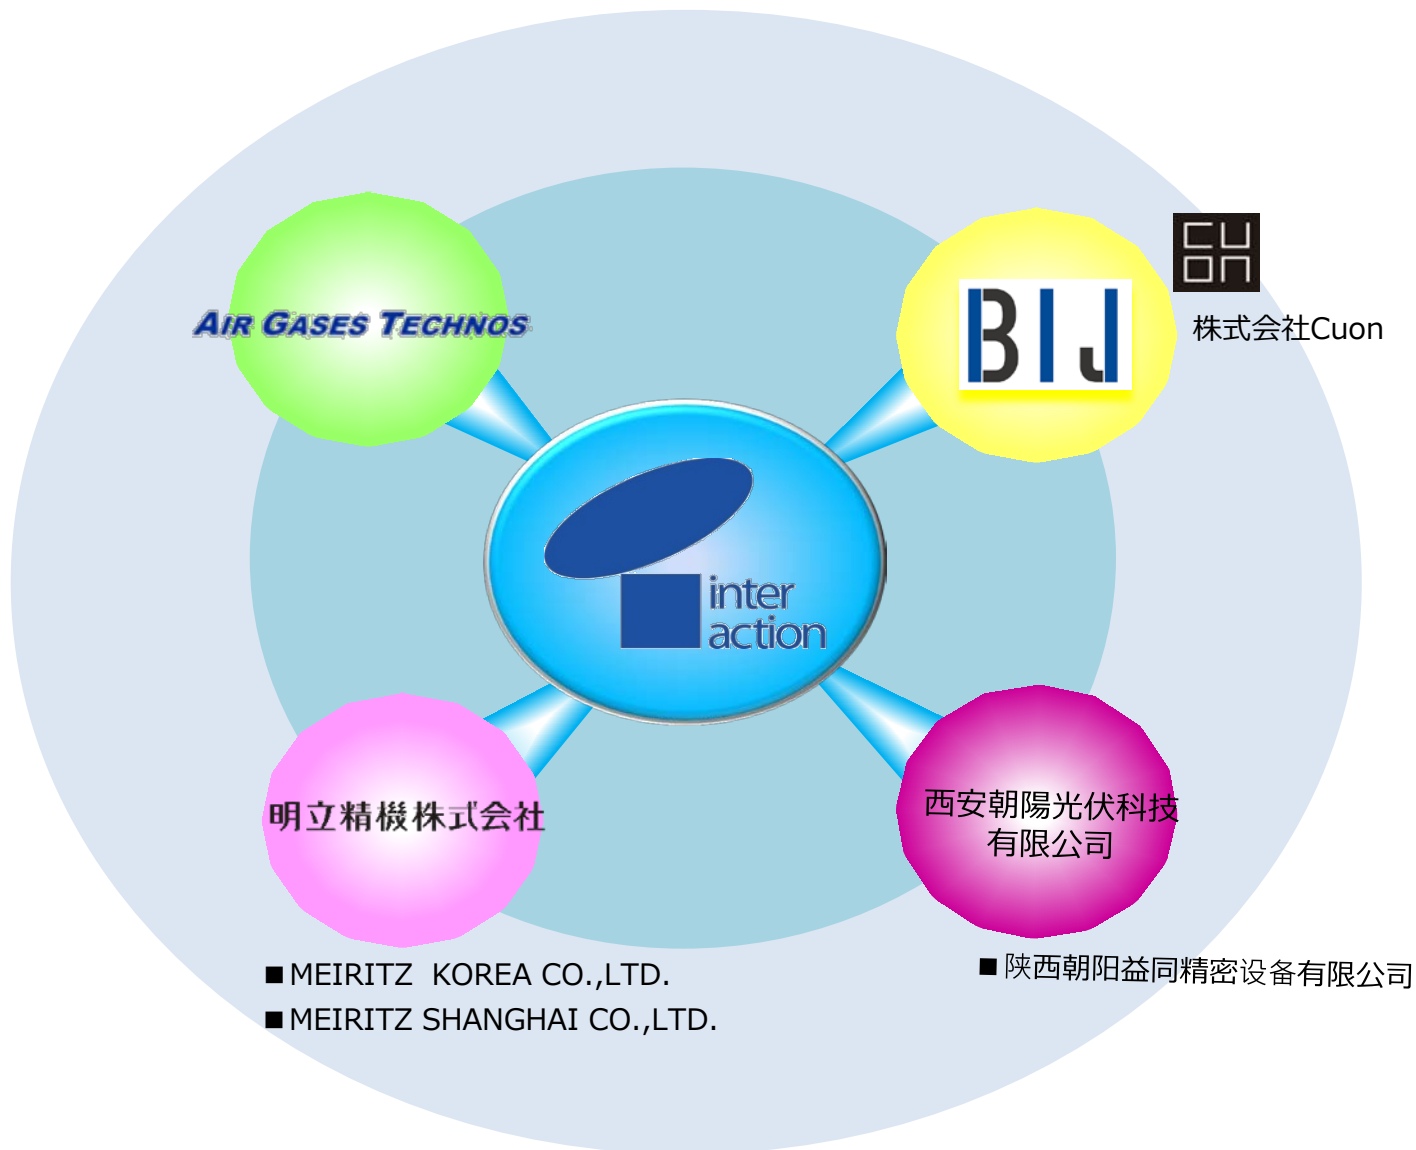 AIR GASES TECHNOS
BIJ
CUON
株式会社Cuon
inter
action
明立精機株式会社
■MEIRITZ KOREA CO.,LTD.
■MEIRITZ SHANGHAI CO.,LTD.
西安朝陽光伏科技
有限公司
■陕西朝阳益同精密设备有限公司